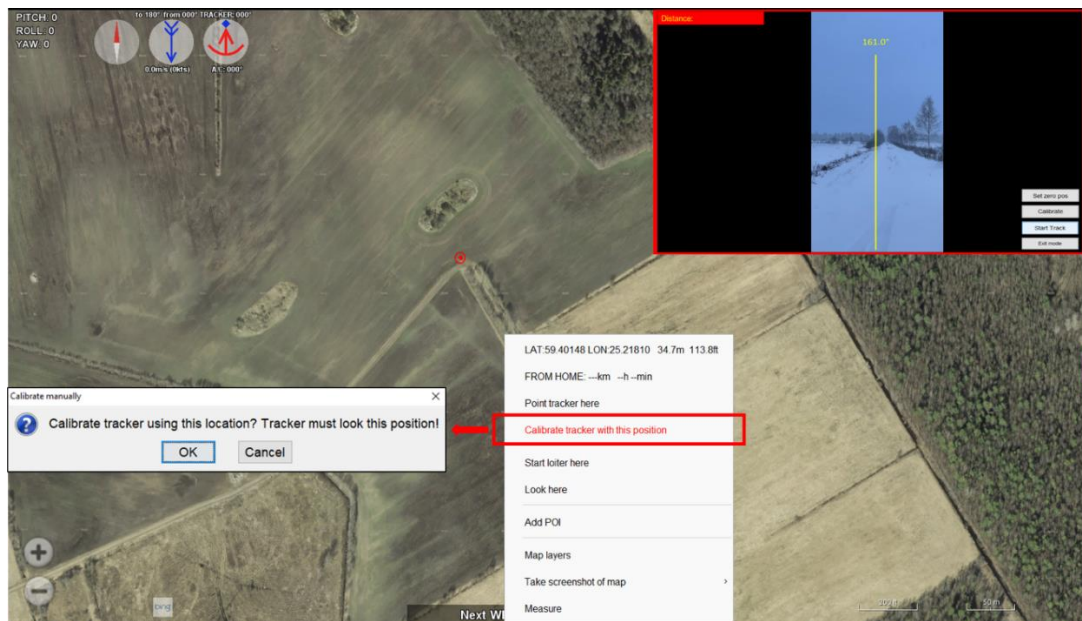 PITCH: 0
ROLL: 0
YAW: 0
to 180° from 000° TRACKER: 000°
0.0m/s (0kts)
A/C: 000°
Distance:
161.0°
Set zero pos
Calibrate
Start Track
Exit mode
LAT:59.40148 LON:25.21810 34.7m 113.8ft
FROM HOME: ---km --h --min
Point tracker here
Calibrate tracker with this position
Start loiter here
Look here
Add POI
Map layers
Take screenshot of map
Measure
Calibrate manually
Calibrate tracker using this location? Tracker must look this position!
OK
Cancel
bing
Next
50 m